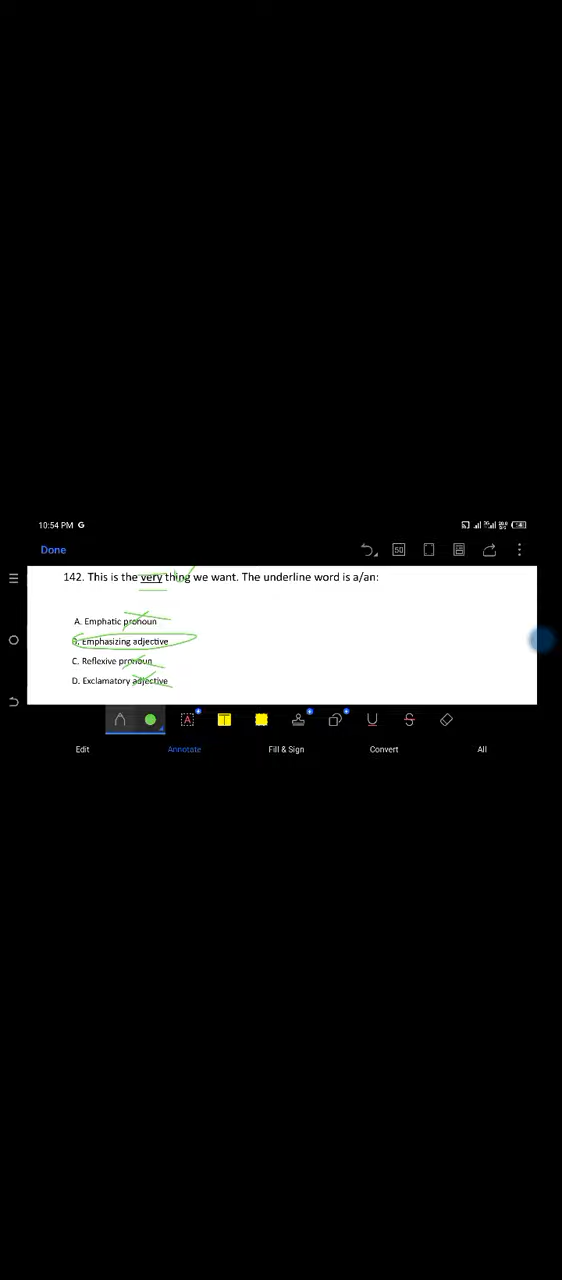 10:54 PM G
Done
142. This is the very thing we want. The underline word is a/an:
A. Emphatic pronoun
B. Emphasizing adjective
C. Reflexive pronoun
D. Exclamatory adjective
Edit Annotate Fill & Sign Convert All